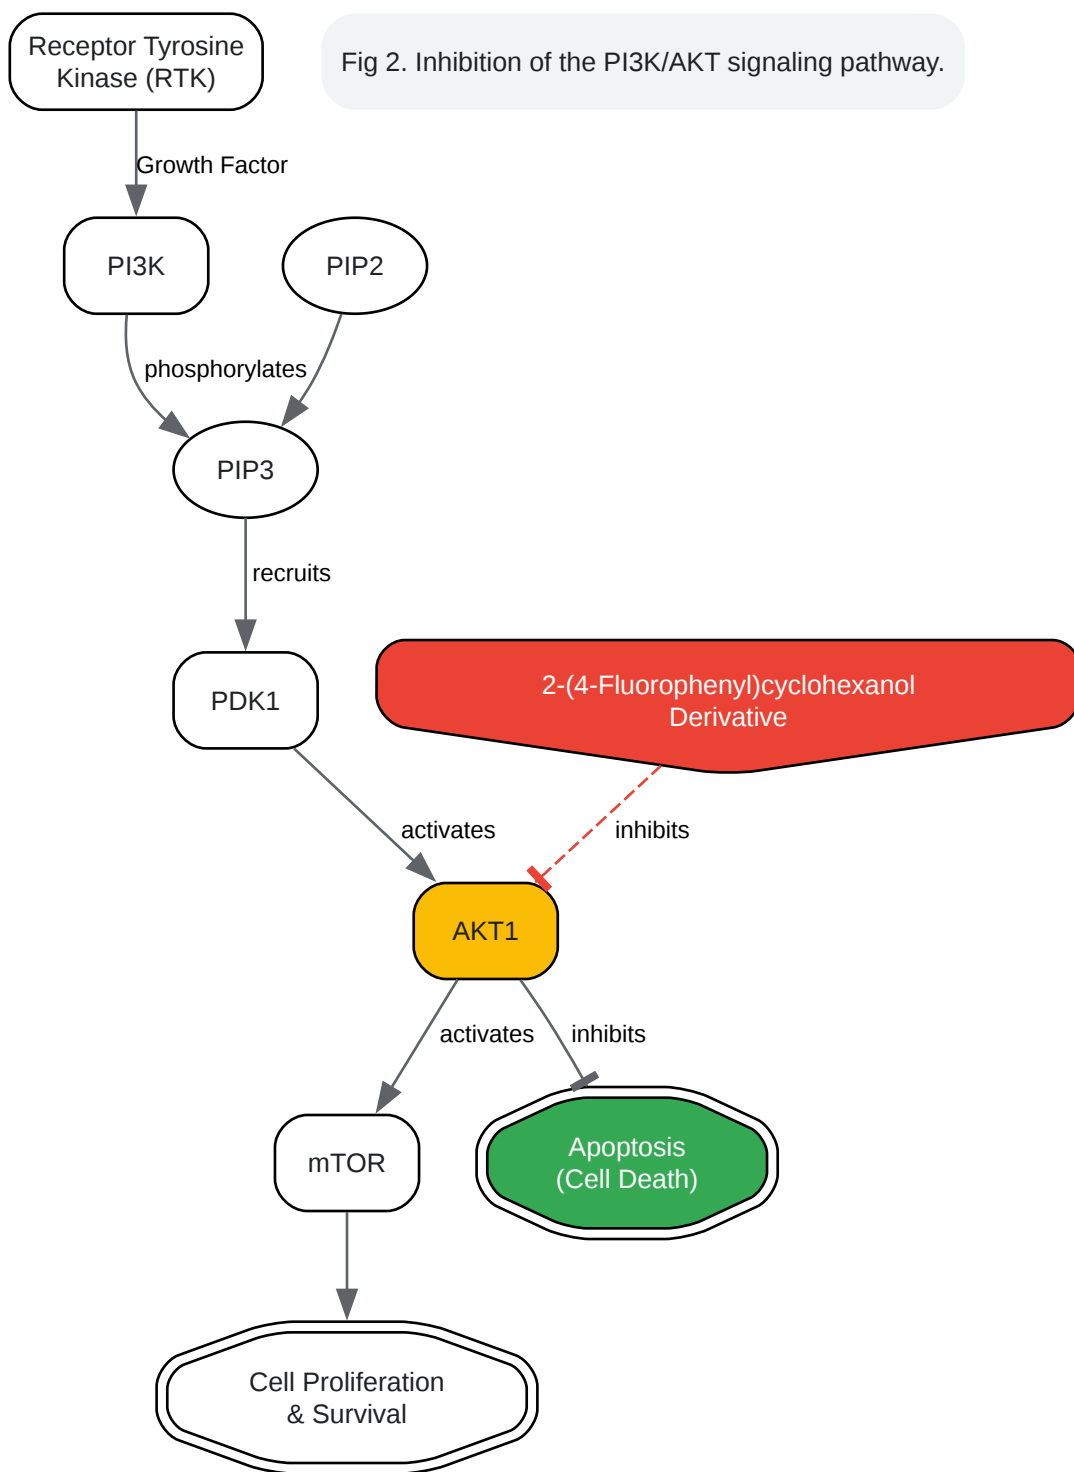 Receptor Tyrosine
Kinase (RTK)
Fig 2. Inhibition of the PI3K/AKT signaling pathway.
Growth Factor
PI3K
PIP2
phosphorylates
PIP3
recruits
PDK1
2-(4-Fluorophenyl)cyclohexanol
Derivative
activates
inhibits
AKT1
activates
inhibits
mTOR
Apoptosis
(Cell Death)
Cell Proliferation
& Survival